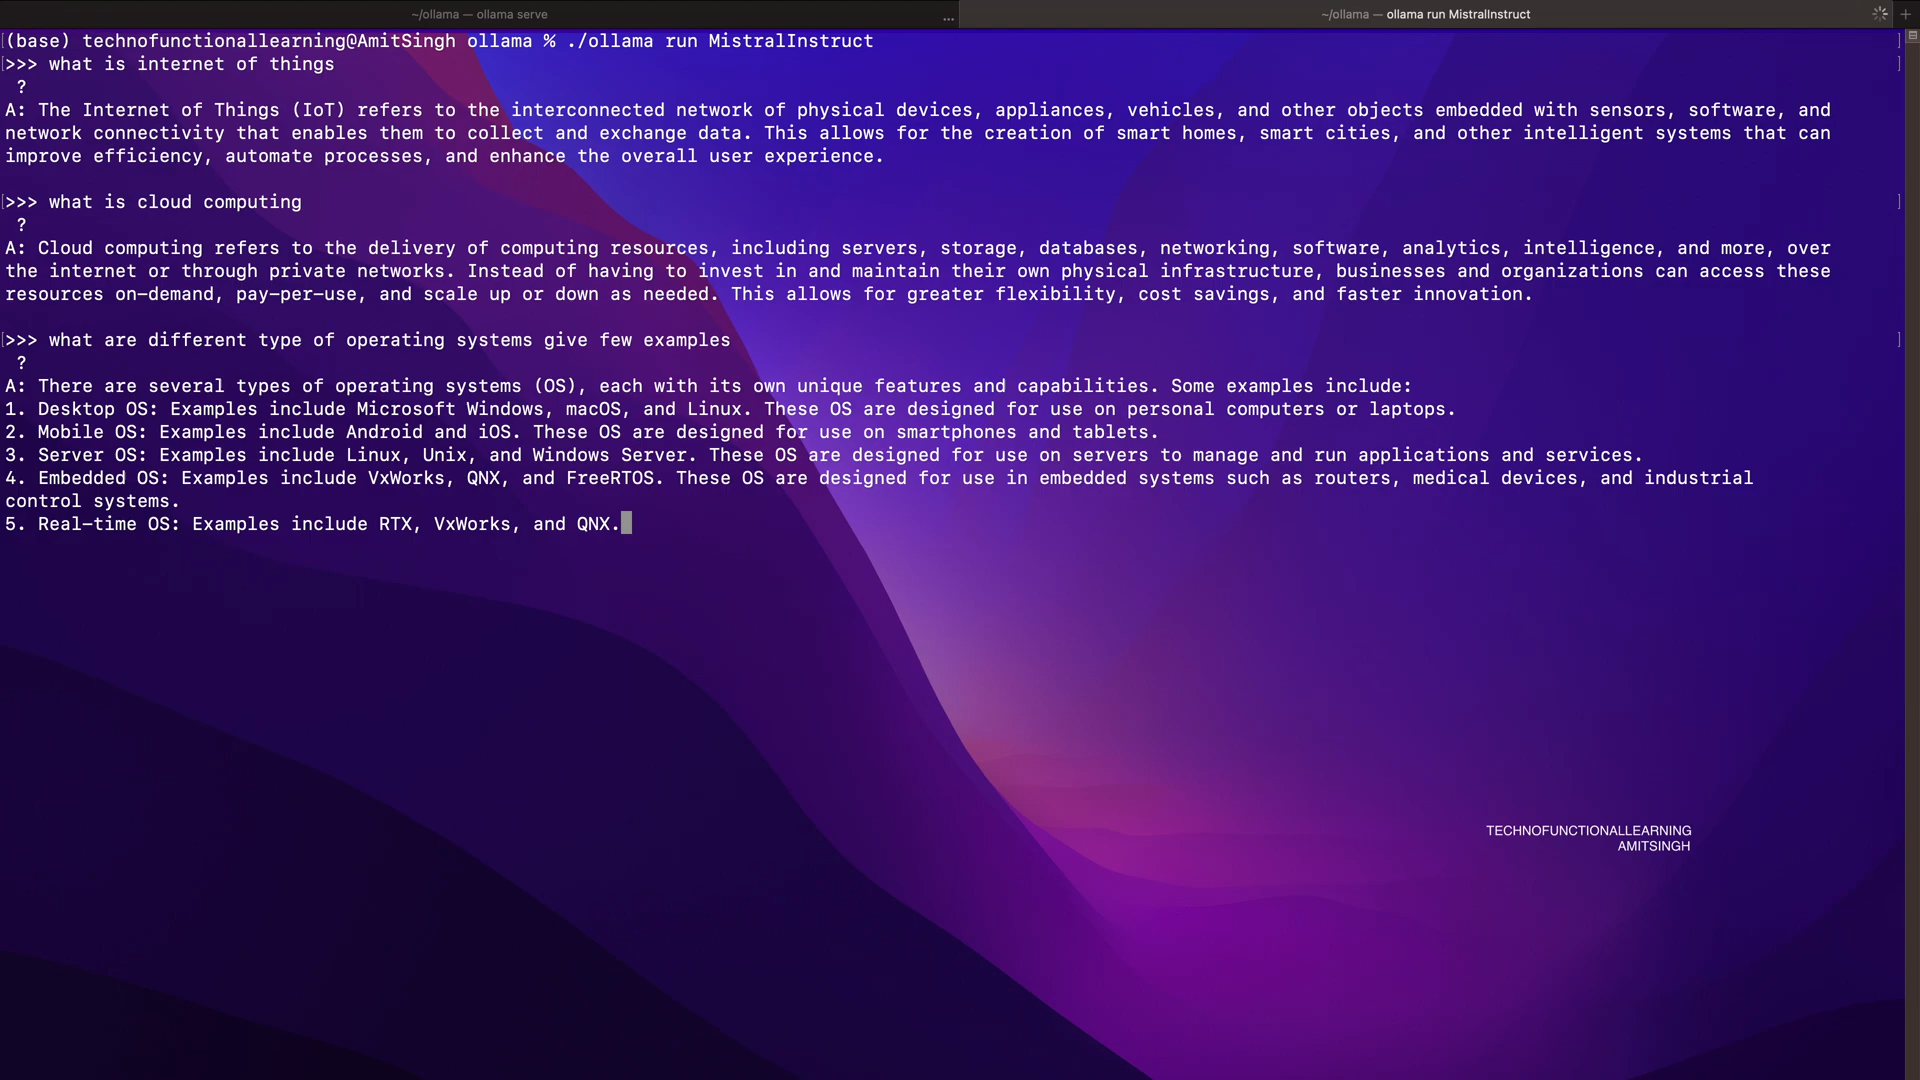 ~/ollama — ollama serve
... ~/ollama — ollama run MistralInstruct
(base) technofunctionallearning@AmitSingh ollama % ./ollama run MistralInstruct
>>> what is internet of things
?
A: The Internet of Things (IoT) refers to the interconnected network of physical devices, appliances, vehicles, and other objects embedded with sensors, software, and
network connectivity that enables them to collect and exchange data. This allows for the creation of smart homes, smart cities, and other intelligent systems that can
improve efficiency, automate processes, and enhance the overall user experience.
>>> what is cloud computing
?
A: Cloud computing refers to the delivery of computing resources, including servers, storage, databases, networking, software, analytics, intelligence, and more, over
the internet or through private networks. Instead of having to invest in and maintain their own physical infrastructure, businesses and organizations can access these
resources on-demand, pay-per-use, and scale up or down as needed. This allows for greater flexibility, cost savings, and faster innovation.
>>> what are different type of operating systems give few examples
?
A: There are several types of operating systems (OS), each with its own unique features and capabilities. Some examples include:
1. Desktop OS: Examples include Microsoft Windows, macOS, and Linux. These OS are designed for use on personal computers or laptops.
2. Mobile OS: Examples include Android and iOS. These OS are designed for use on smartphones and tablets.
3. Server OS: Examples include Linux, Unix, and Windows Server. These OS are designed for use on servers to manage and run applications and services.
4. Embedded OS: Examples include VxWorks, QNX, and FreeRTOS. These OS are designed for use in embedded systems such as routers, medical devices, and industrial
control systems.
5. Real-time OS: Examples include RTX, VxWorks, and QNX.
TECHNOFUNCTIONALLEARNING
AMITSINGH